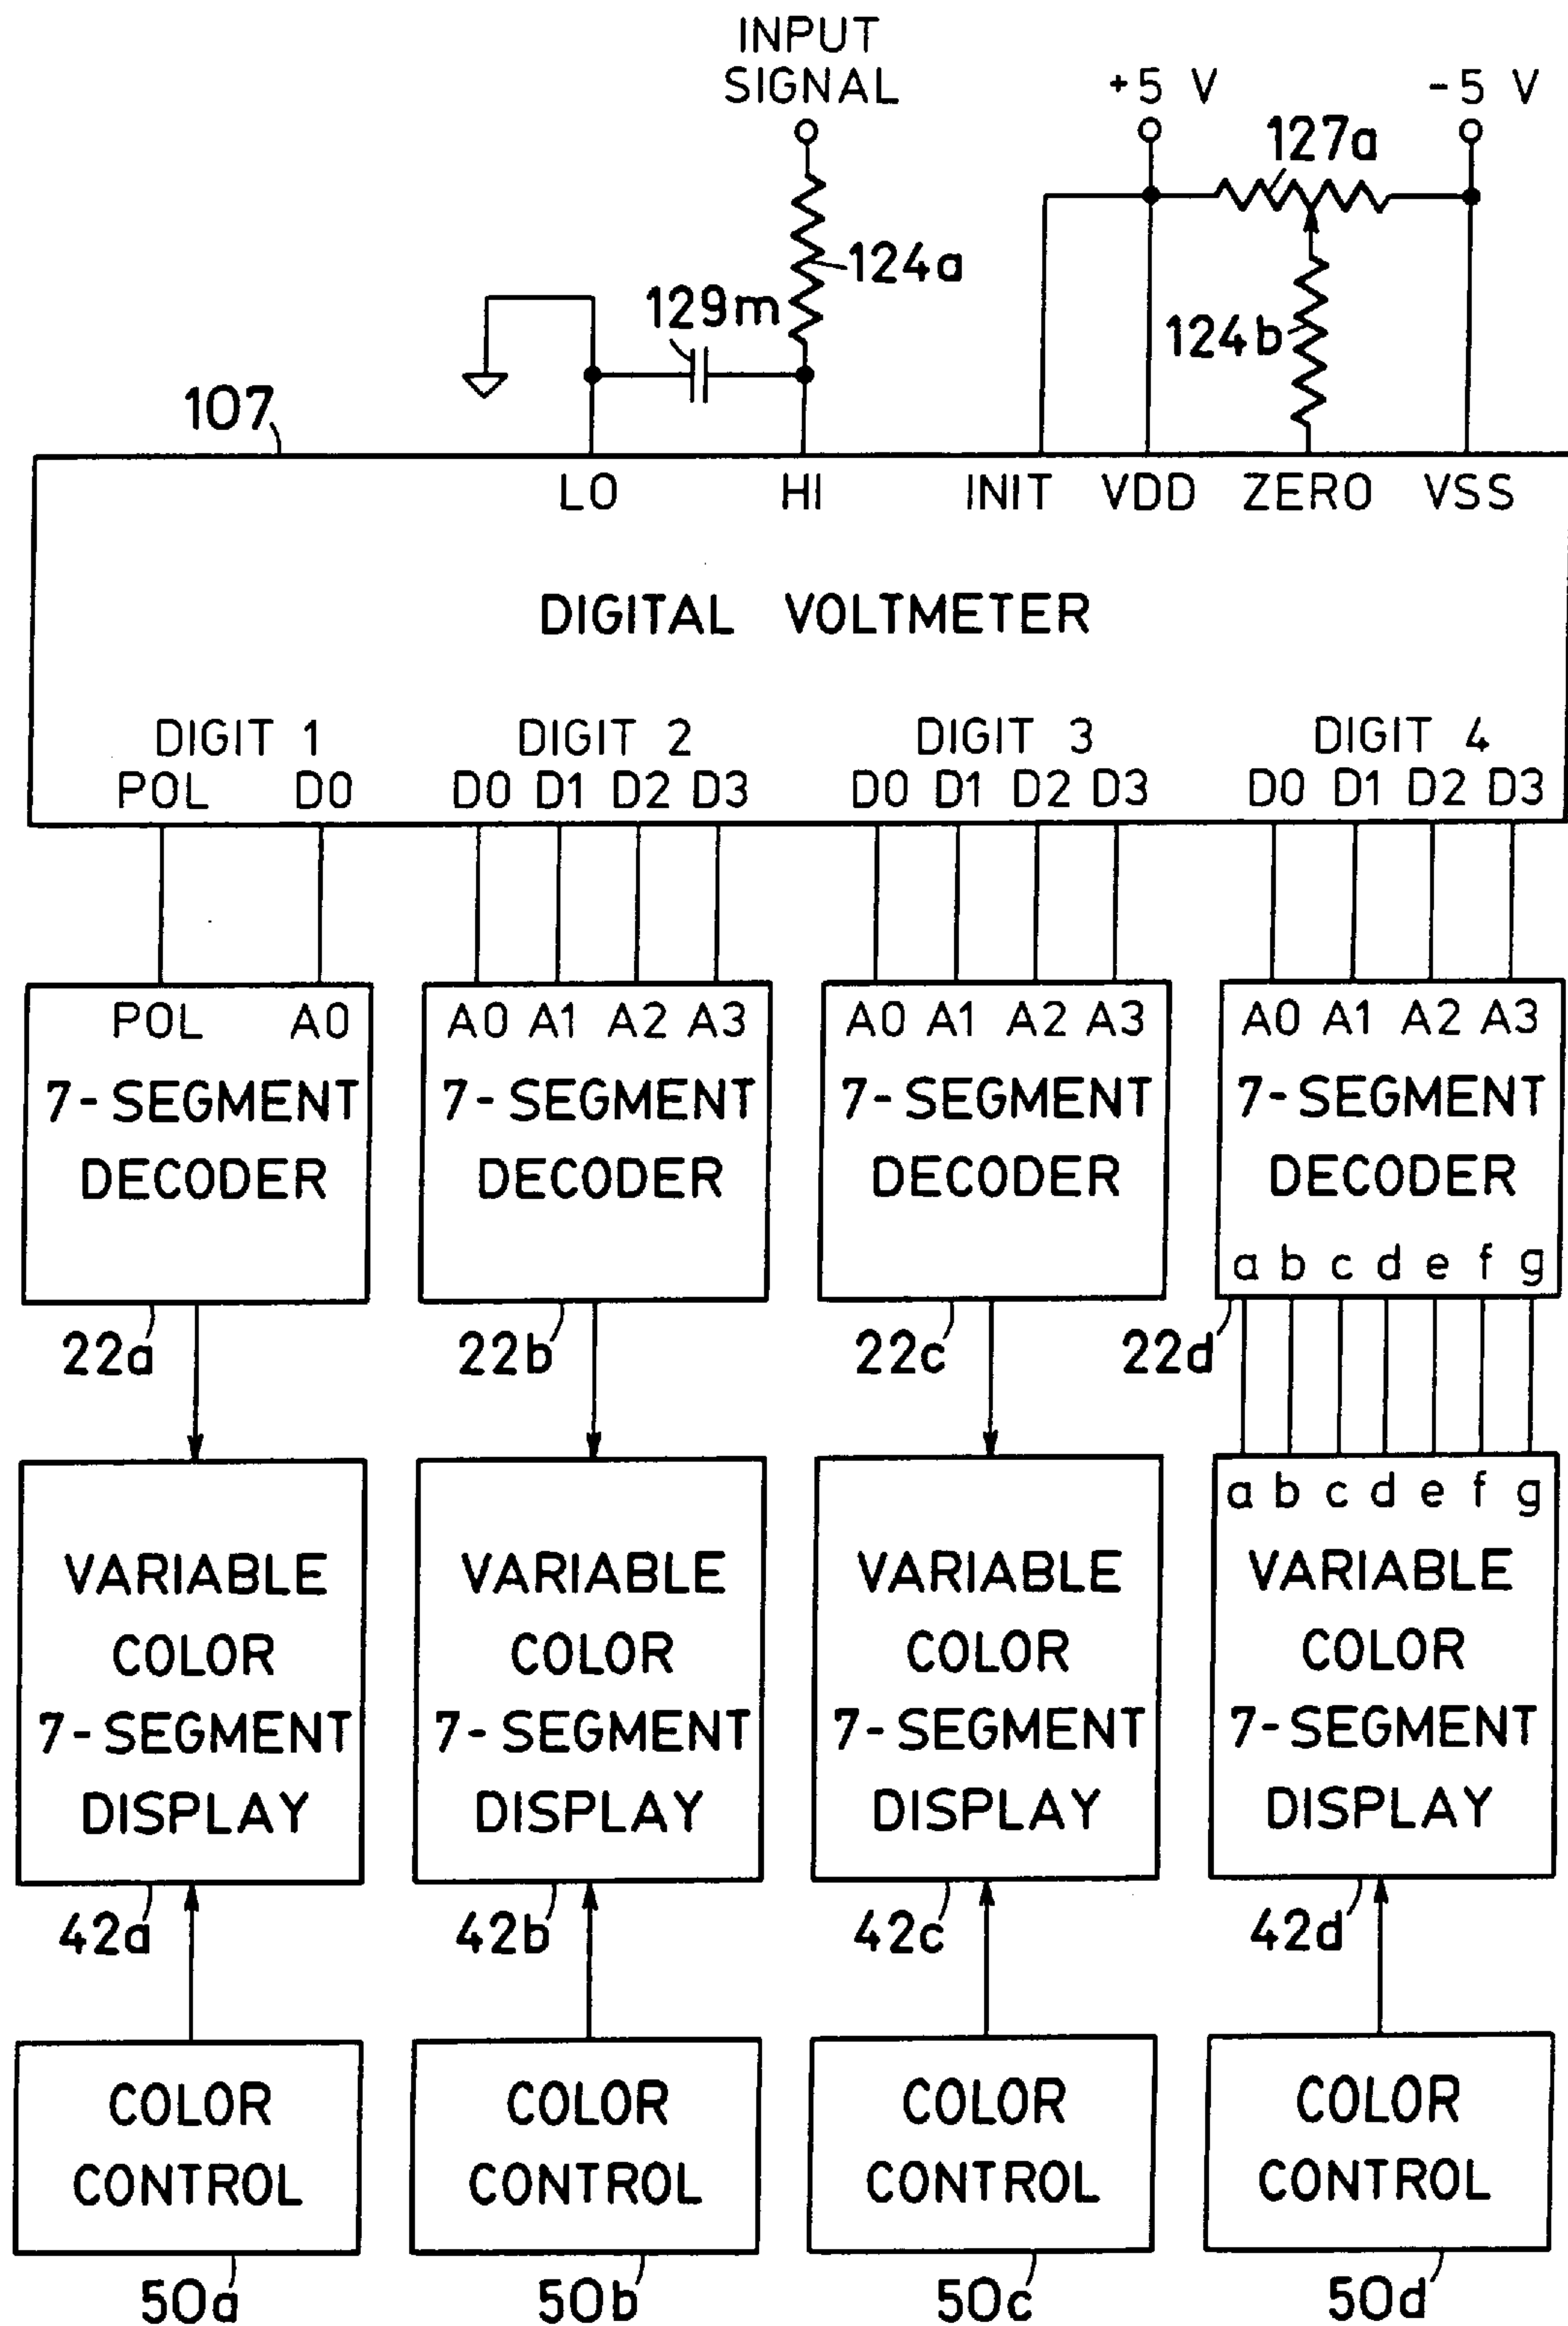 INPUT
SIGNAL
+5 V
-5 V
127a
124a
129m
124b
107
LO HI INIT VDD ZERO VSS
DIGITAL VOLTMETER
DIGIT 1 DIGIT 2 DIGIT 3 DIGIT 4
POL D0 D0 D1 D2 D3 D0 D1 D2 D3 D0 D1 D2 D3
POL A0 A0 A1 A2 A3 A0 A1 A2 A3 A0 A1 A2 A3
7-SEGMENT 7-SEGMENT 7-SEGMENT 7-SEGMENT
DECODER DECODER DECODER DECODER
a b c d e f g
22a 22b 22c 22d
a b c d e f g
VARIABLE VARIABLE VARIABLE VARIABLE
COLOR COLOR COLOR COLOR
7-SEGMENT 7-SEGMENT 7-SEGMENT 7-SEGMENT
DISPLAY DISPLAY DISPLAY DISPLAY
42a 42b 42c 42d
COLOR COLOR COLOR COLOR
CONTROL CONTROL CONTROL CONTROL
50a 50b 50c 50d